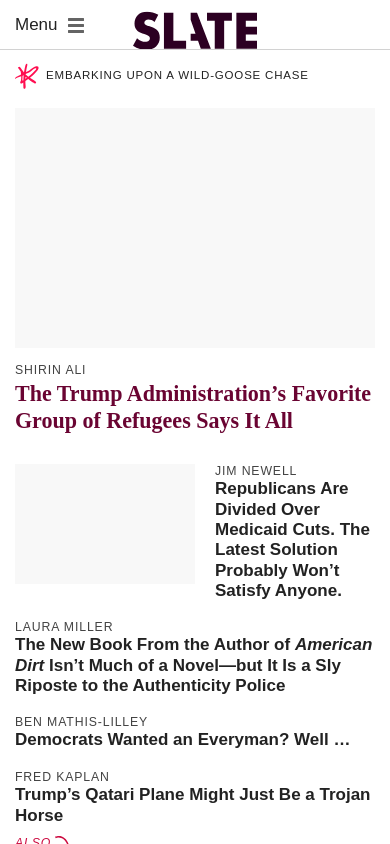 Menu
SLATE
EMBARKING UPON A WILD-GOOSE CHASE
SHIRIN ALI
The Trump Administration’s Favorite
Group of Refugees Says It All
JIM NEWELL
Republicans Are
Divided Over
Medicaid Cuts. The
Latest Solution
Probably Won’t
Satisfy Anyone.
LAURA MILLER
The New Book From the Author of American
Dirt Isn’t Much of a Novel—but It Is a Sly
Riposte to the Authenticity Police
BEN MATHIS-LILLEY
Democrats Wanted an Everyman? Well …
FRED KAPLAN
Trump’s Qatari Plane Might Just Be a Trojan
Horse
ALSO